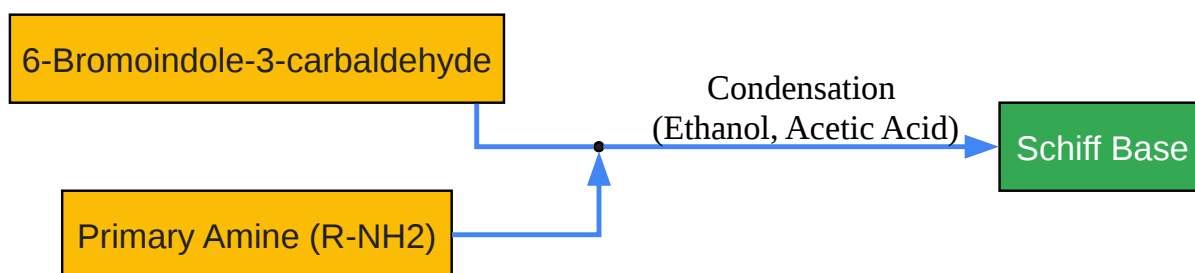 6-Bromoindole-3-carbaldehyde
Condensation
(Ethanol, Acetic Acid)
Schiff Base
Primary Amine (R-NH2)